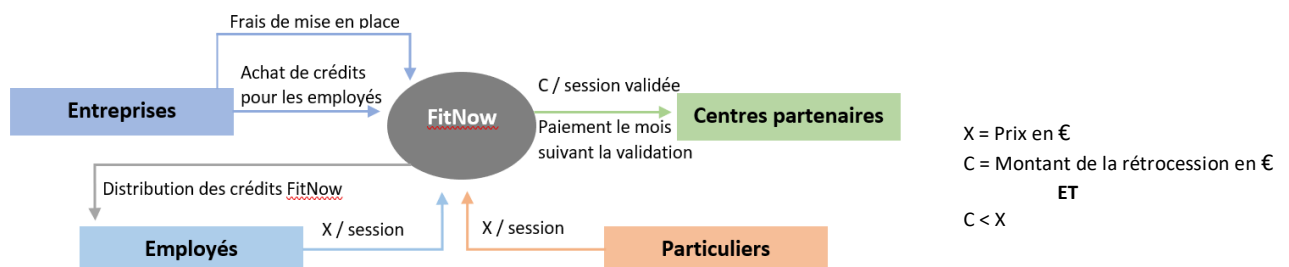 Frais de mise en place
Achat de crédits
pour les employés
Entreprises
FitNow
C / session validée
Paiement le mois
suivant la validation
Centres partenaires
X = Prix en €
C = Montant de la rétrocession en €
ET
C < X
Distribution des crédits FitNow
X / session
X / session
Employés
Particuliers